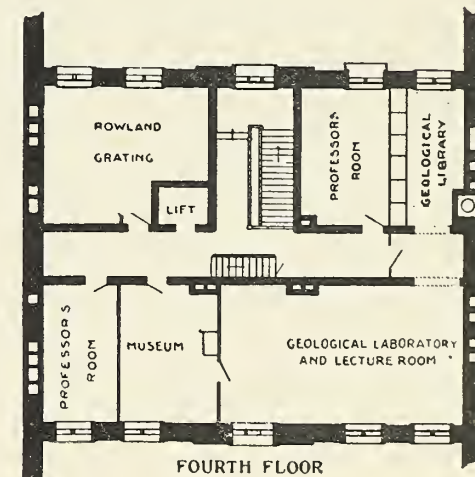 ROWLAND
GRATING
LIFT
PROFESSORS
ROOM
GEOLOGICAL
LIBRARY
PROFESSORS
ROOM
MUSEUM
GEOLOGICAL LABORATORY
AND LECTURE ROOM
FOURTH FLOOR